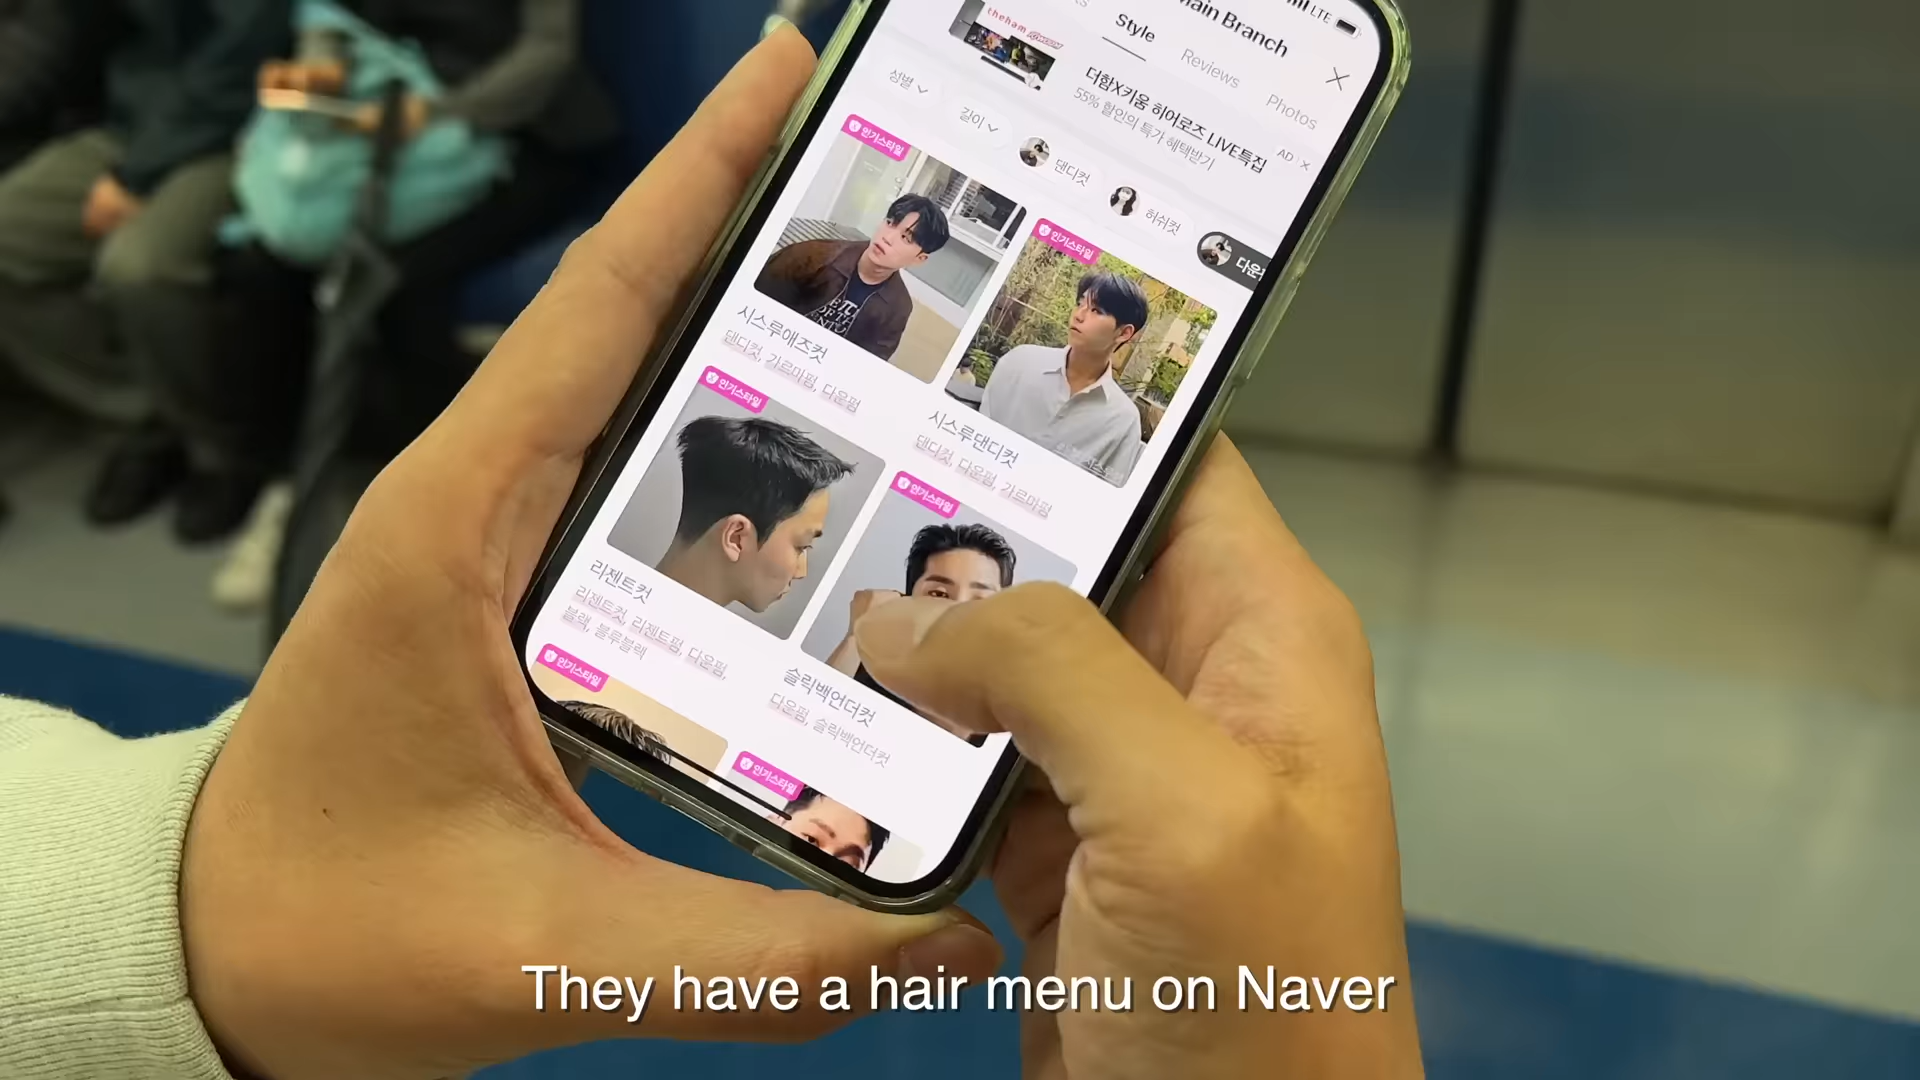 LTE
Main Branch
Style
Reviews
Photos
theham
더함X키움 히어로즈 LIVE특집
55% 할인의 특가 혜택받기
AD
성별
길이
댄디컷
허쉬컷
다운
인기스타일
인기스타일
시스루애즈컷
댄디컷, 가르마펌, 다운펌
시스루댄디컷
댄디컷, 다운펌, 가르마펌
인기스타일
인기스타일
리젠트컷
리젠트컷, 리젠트펌, 다운펌,
블랙, 블루블랙
슬릭백언더컷
다운펌, 슬릭백언더컷
인기스타일
인기스타일
They have a hair menu on Naver